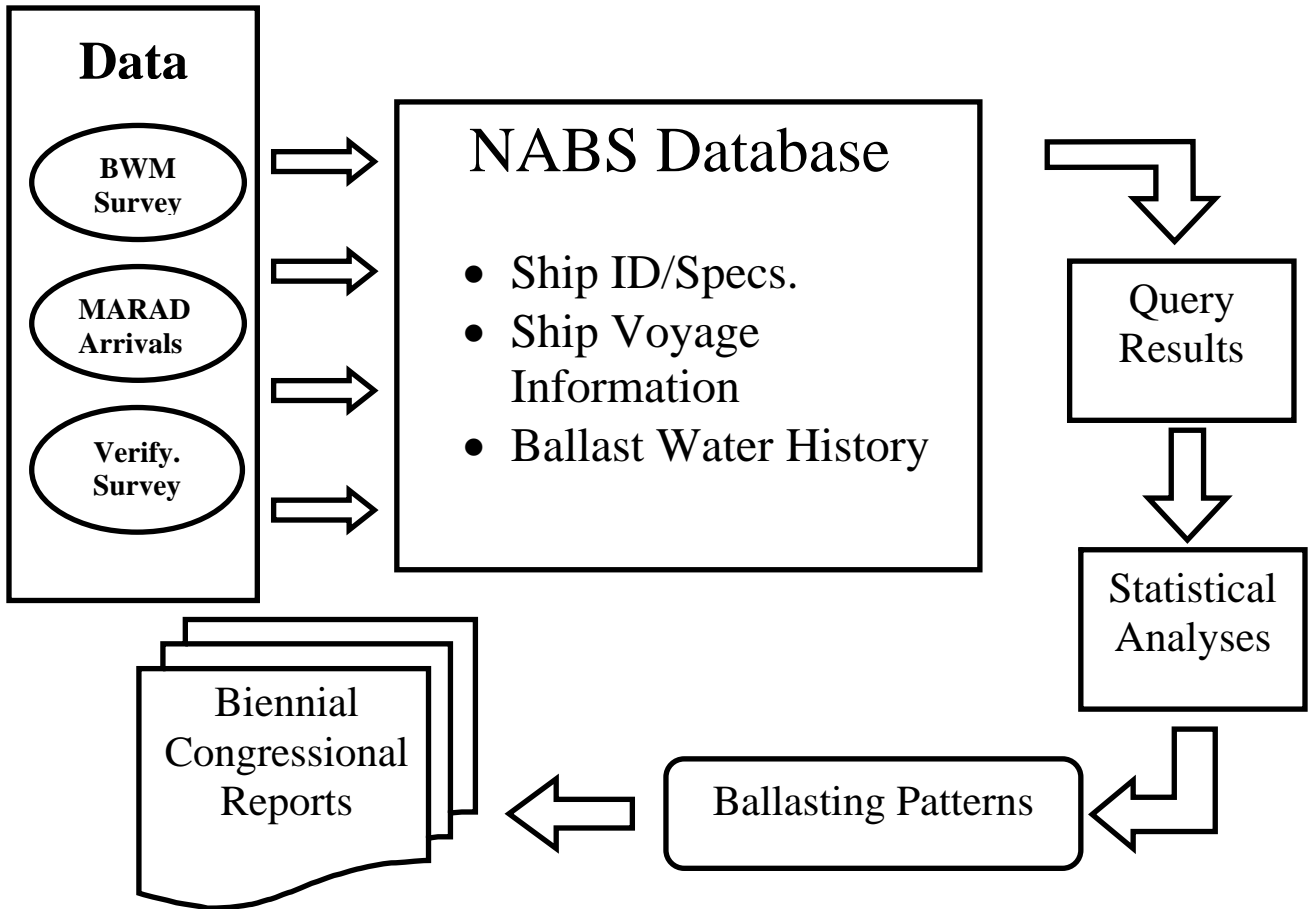 Data
BWM
Survey
MARAD
Arrivals
Verify.
Survey
NABS Database
• Ship ID/Specs.
• Ship Voyage
Information
• Ballast Water History
Query
Results
Statistical
Analyses
Ballasting Patterns
Biennial
Congressional
Reports